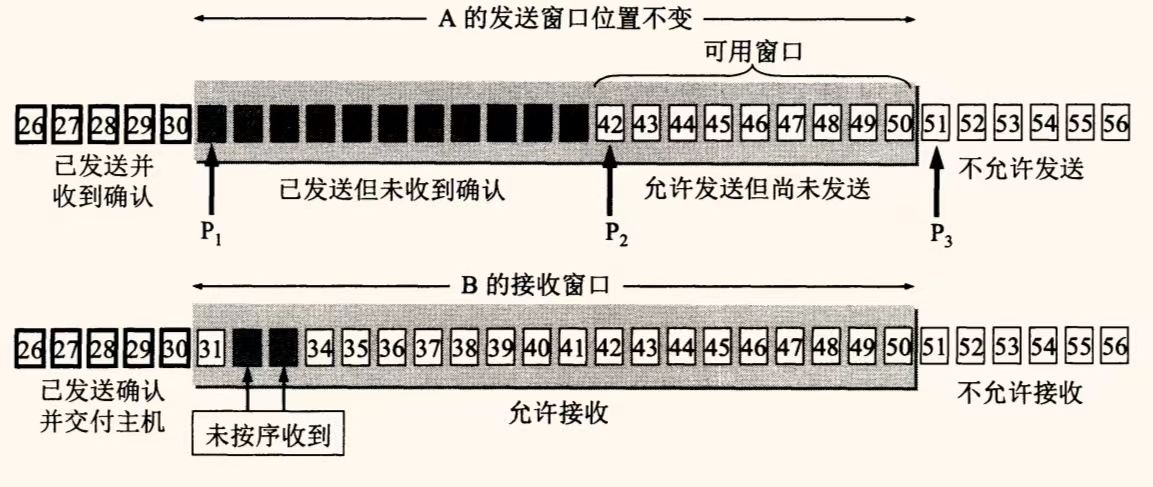 A 的发送窗口位置不变
可用窗口
26 27 28 29 30 42 43 44 45 46 47 48 49 50 51 52 53 54 55 56
已发送并
收到确认
已发送但未收到确认
允许发送但尚未发送
不允许发送
P1
P2
P3
B 的接收窗口
26 27 28 29 30 31 34 35 36 37 38 39 40 41 42 43 44 45 46 47 48 49 50 51 52 53 54 55 56
已发送确认
并交付主机
未按序收到
允许接收
不允许接收